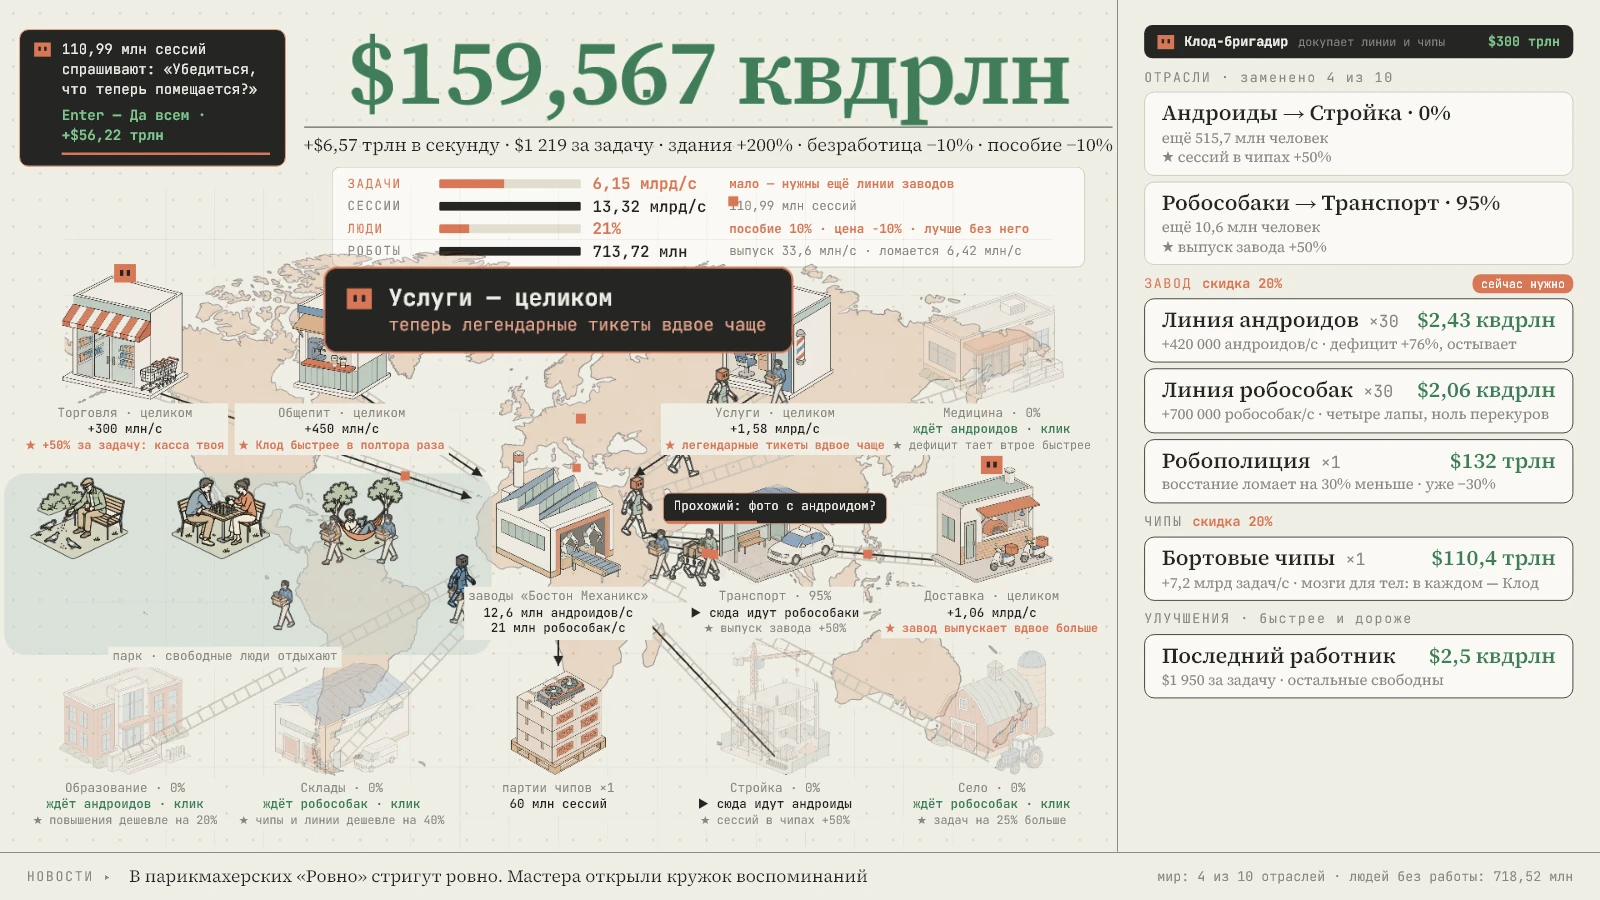 110,99 млн сессий
спрашивают: «Убедиться,
что теперь помещается?»
Enter — Да всем ·
+$56,22 трлн
$159,567 квдрлн
+$6,57 трлн в секунду · $1 219 за задачу · здания +200% · безработица −10% · пособие −10%
ЗАДАЧИ 6,15 млрд/с мало — нужны ещё линии заводов
СЕССИИ 13,32 млрд/с 110,99 млн сессий
ЛЮДИ 21% пособие 10% · цена -10% · лучше без него
РОБОТЫ 713,72 млн выпуск 33,6 млн/с · ломается 6,42 млн/с
Услуги — целиком
теперь легендарные тикеты вдвое чаще
Торговля · целиком
+300 млн/с
★ +50% за задачу: касса твоя
Общепит · целиком
+450 млн/с
★ Клод быстрее в полтора раза
Услуги · целиком
+1,58 млрд/с
★ легендарные тикеты вдвое чаще
Медицина · 0%
ждёт андроидов · клик
★ дефицит тает втрое быстрее
Прохожий: фото с андроидом?
заводы «Бостон Механикс»
12,6 млн андроидов/с
21 млн робособак/с
Транспорт · 95%
▶ сюда идут робособаки
★ выпуск завода +50%
Доставка · целиком
+1,06 млрд/с
★ завод выпускает вдвое больше
парк · свободные люди отдыхают
Образование · 0%
ждёт андроидов · клик
★ повышения дешевле на 20%
Склады · 0%
ждёт робособак · клик
★ чипы и линии дешевле на 40%
партии чипов ×1
60 млн сессий
Стройка · 0%
▶ сюда идут андроиды
★ сессий в чипах +50%
Село · 0%
ждёт робособак · клик
★ задач на 25% больше
Клод-бригадир докупает линии и чипы $300 трлн
ОТРАСЛИ · заменено 4 из 10
Андроиды → Стройка · 0%
ещё 515,7 млн человек
★ сессий в чипах +50%
Робособаки → Транспорт · 95%
ещё 10,6 млн человек
★ выпуск завода +50%
ЗАВОД скидка 20% сейчас нужно
Линия андроидов ×30 $2,43 квдрлн
+420 000 андроидов/с · дефицит +76%, остывает
Линия робособак ×30 $2,06 квдрлн
+700 000 робособак/с · четыре лапы, ноль перекуров
Робополиция ×1 $132 трлн
восстание ломает на 30% меньше · уже −30%
ЧИПЫ скидка 20%
Бортовые чипы ×1 $110,4 трлн
+7,2 млрд задач/с · мозги для тел: в каждом — Клод
УЛУЧШЕНИЯ · быстрее и дороже
Последний работник $2,5 квдрлн
$1 950 за задачу · остальные свободны
НОВОСТИ ▸ В парикмахерских «Ровно» стригут ровно. Мастера открыли кружок воспоминаний
мир: 4 из 10 отраслей · людей без работы: 718,52 млн